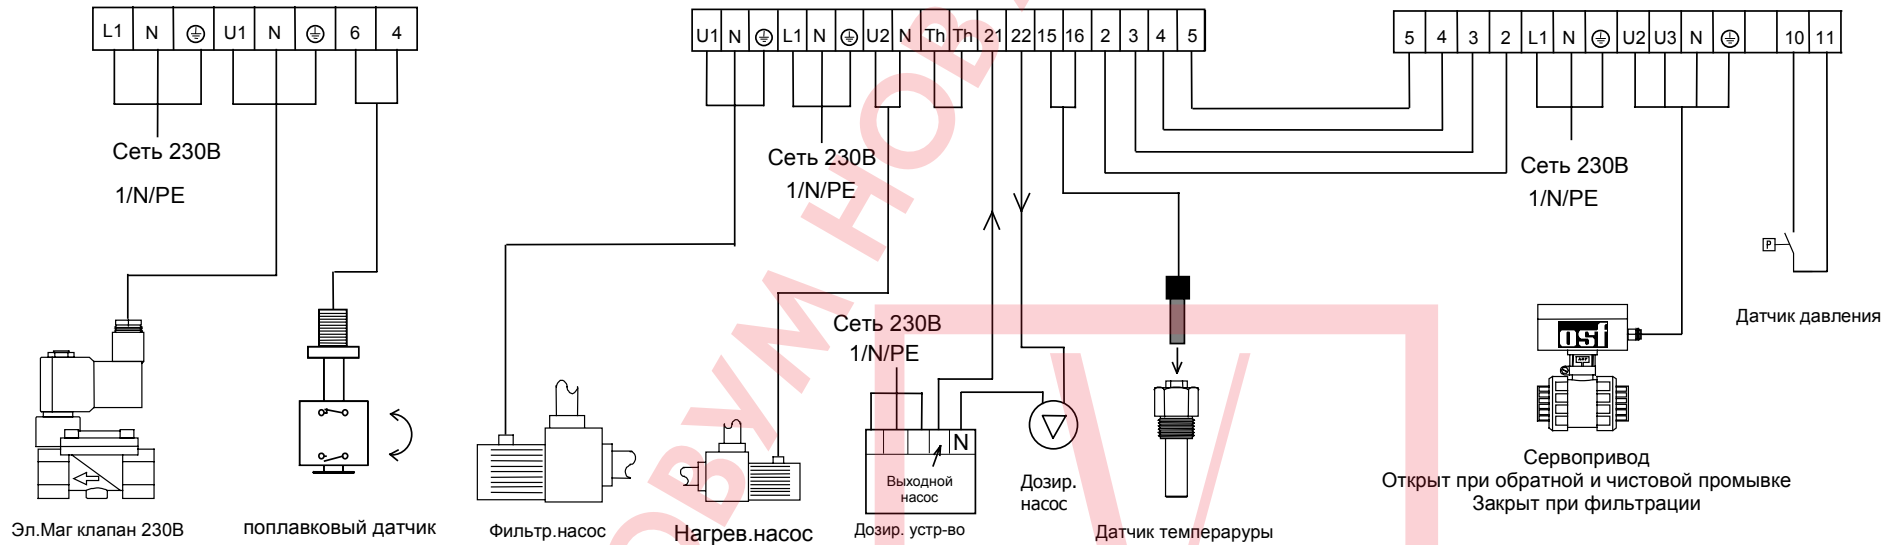 L1 N U1 N 6 4
U1 N L1 N U2 N Th Th 21 22 15 16 2 3 4 5
5 4 3 2 L1 N U2 U3 N 10 11
Сеть 230В
1/N/PE
Сеть 230В
1/N/PE
Сеть 230В
1/N/PE
P
Датчик давления
Сеть 230В
1/N/PE
osf
N
Выходной
насос
Дозир.
насос
Сервопривод
Открыт при обратной и чистовой промывке
Закрыт при фильтрации
Эл.Маг клапан 230В
поплавковый датчик
Фильтр.насос
Нагрев.насос
Дозир. устр-во
Датчик темпераруры
НОВУМ НОВУМ